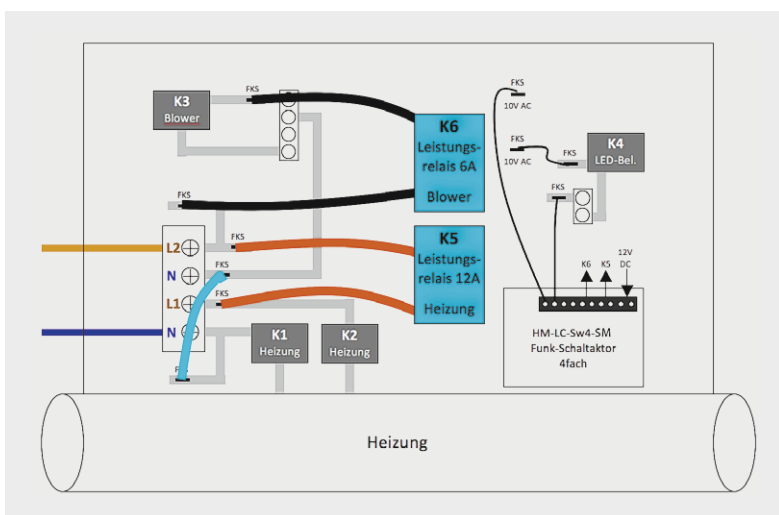 K3
Blower
FKS
K6
Leistungs-
relais 6A
Blower
FKS
10V AC
FKS
10V AC
FKS
K4
LED-Bel.
FKS
FKS
L2
FKS
N
FKS
L1
FKS
N
K5
Leistungs-
relais 12A
Heizung
K6
K5
12V
DC
K1
Heizung
K2
Heizung
HM-LC-Sw4-SM
Funk-Schaltaktor
4fach
Heizung